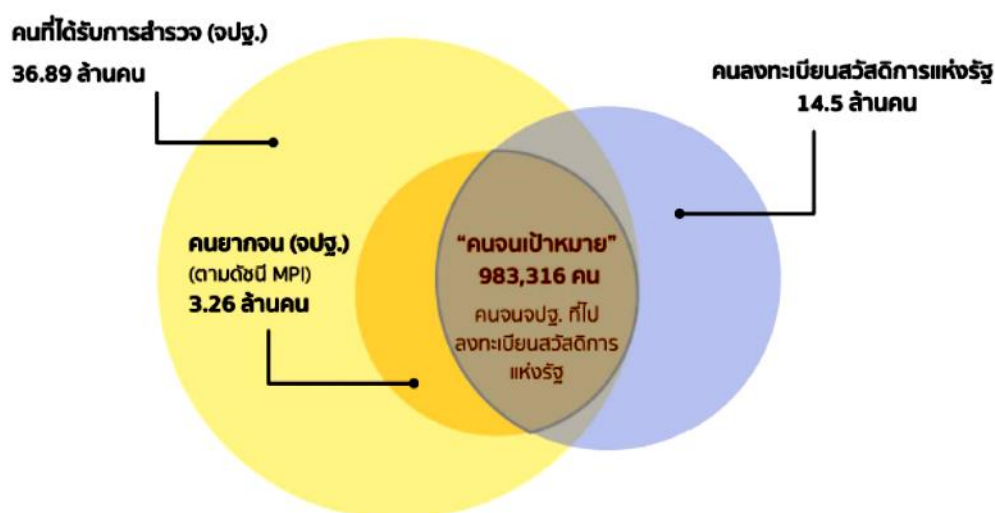 คนที่ได้รับการสำรวจ (จปฐ.)
36.89 ล้านคน
คนลงทะเบียนสวัสดิการแห่งรัฐ
14.5 ล้านคน
คนยากจน (จปฐ.)
(ตามดัชนี MPI)
3.26 ล้านคน
“คนจนเป้าหมาย”
983,316 คน
คนจนจปฐ. ที่ไป
ลงทะเบียนสวัสดิการ
แห่งรัฐ